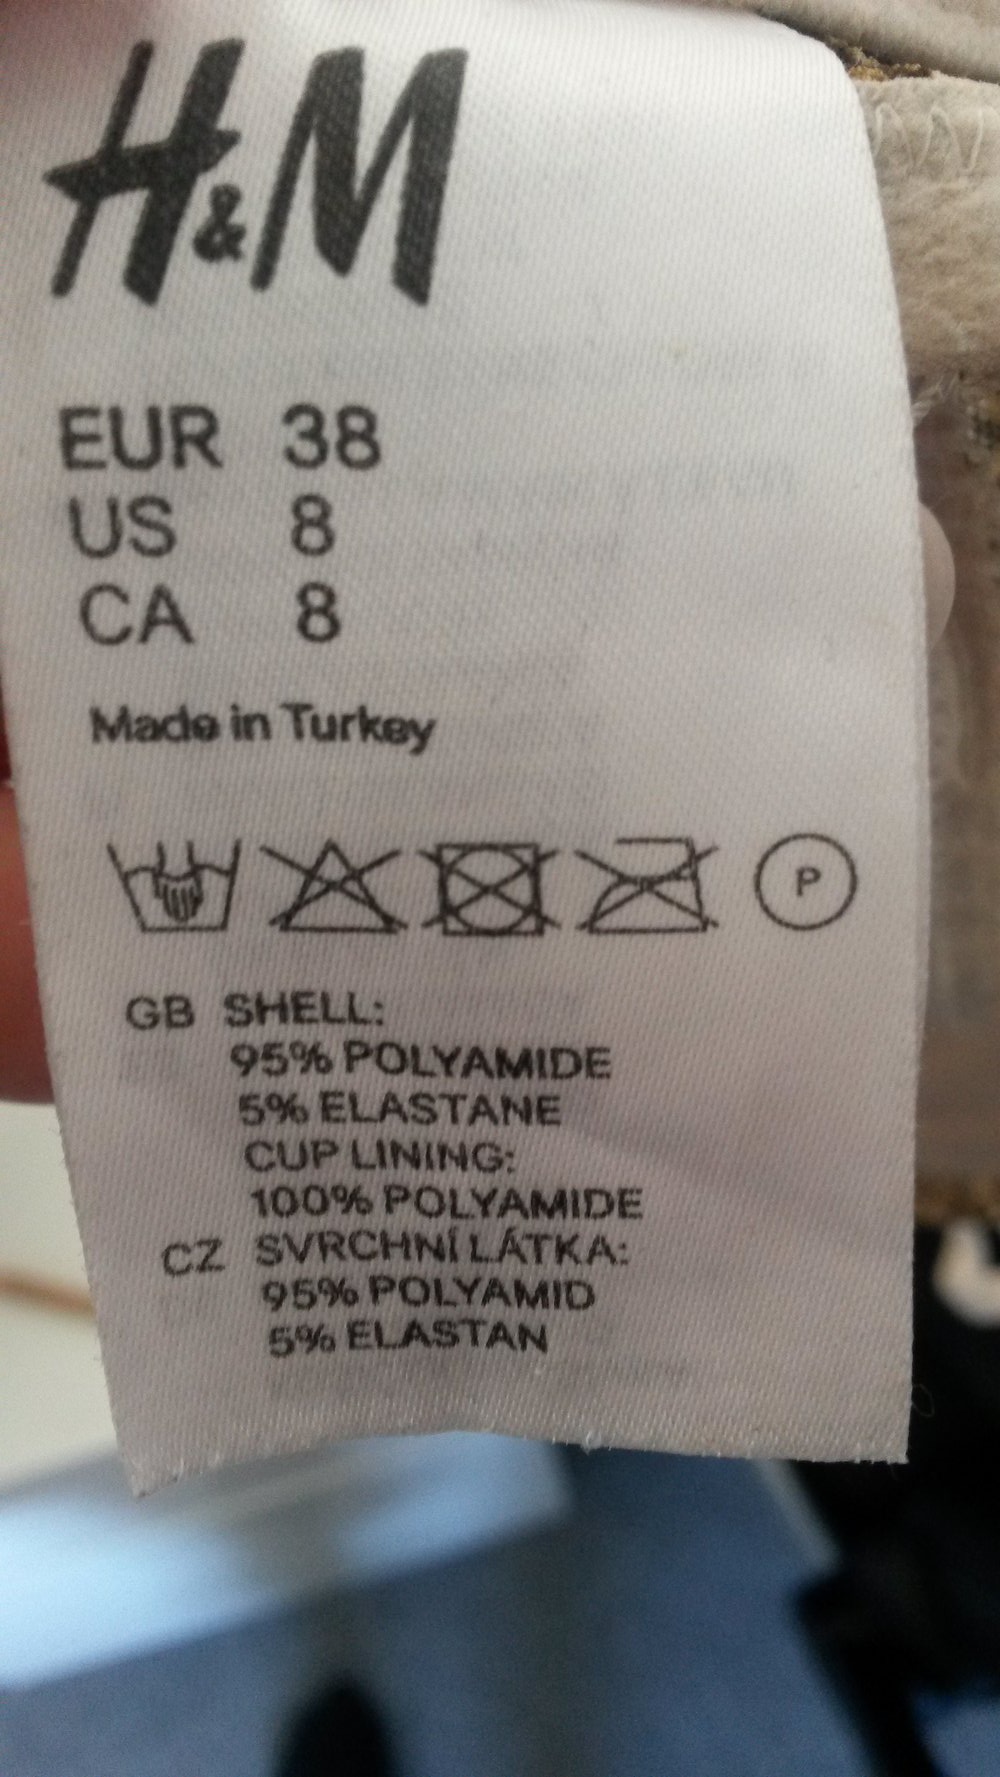 H&M
EUR 38
US 8
CA 8
Made in Turkey
P
GB SHELL:
95% POLYAMIDE
5% ELASTANE
CUP LINING:
100% POLYAMIDE
CZ SVRCHNÍ LÁTKA:
95% POLYAMID
5% ELASTAN